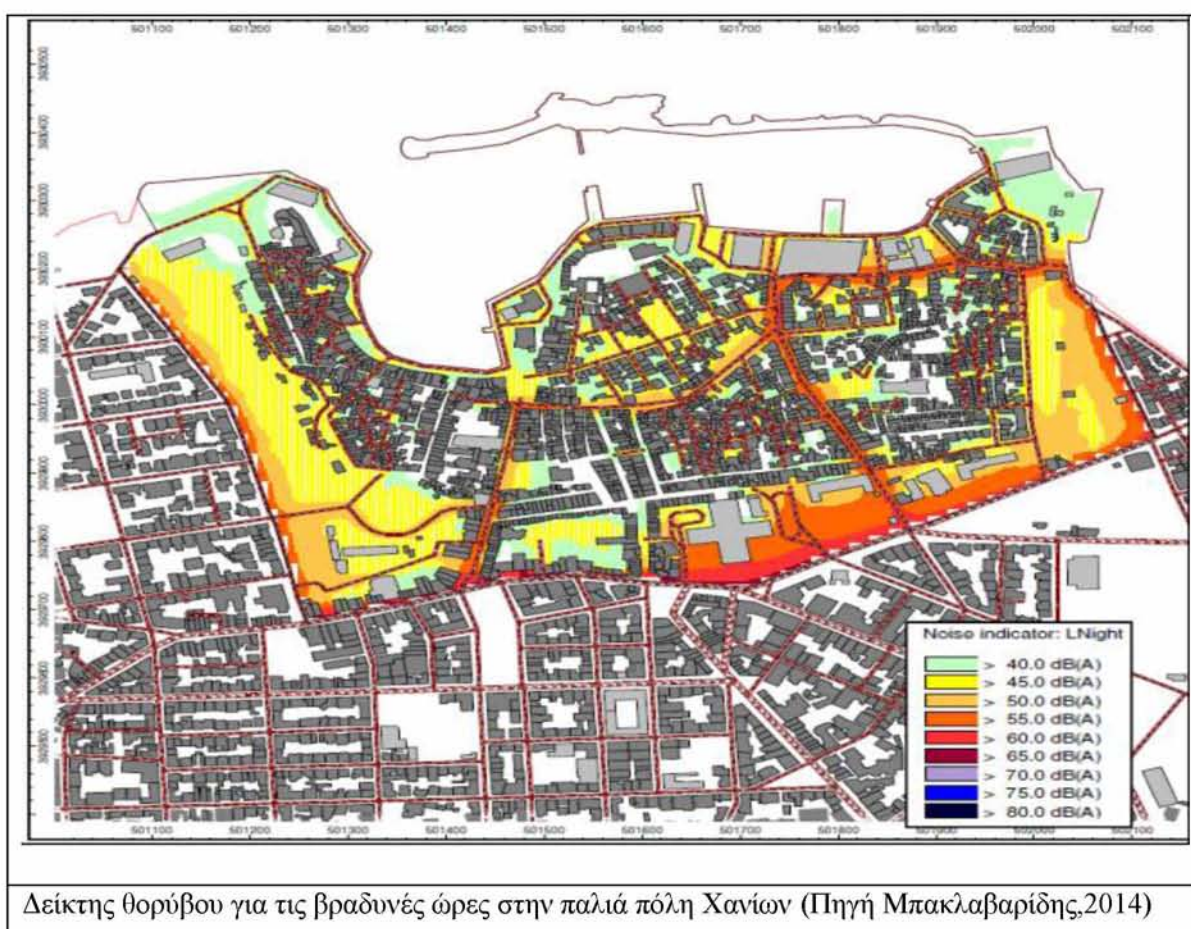 501100 501200 501300 501400 501500 501600 501700 501800 501900 502000 502100
Noise indicator: LNight
> 40.0 dB(A)
> 45.0 dB(A)
> 50.0 dB(A)
> 55.0 dB(A)
> 60.0 dB(A)
> 65.0 dB(A)
> 70.0 dB(A)
> 75.0 dB(A)
> 80.0 dB(A)
501100 501200 501300 501400 501500 501600 501700 501800 501900 502000 502100
Δείκτης θορύβου για τις βραδυνές ώρες στην παλιά πόλη Χανίων (Πηγή Μπακλαβαρίδης,2014)